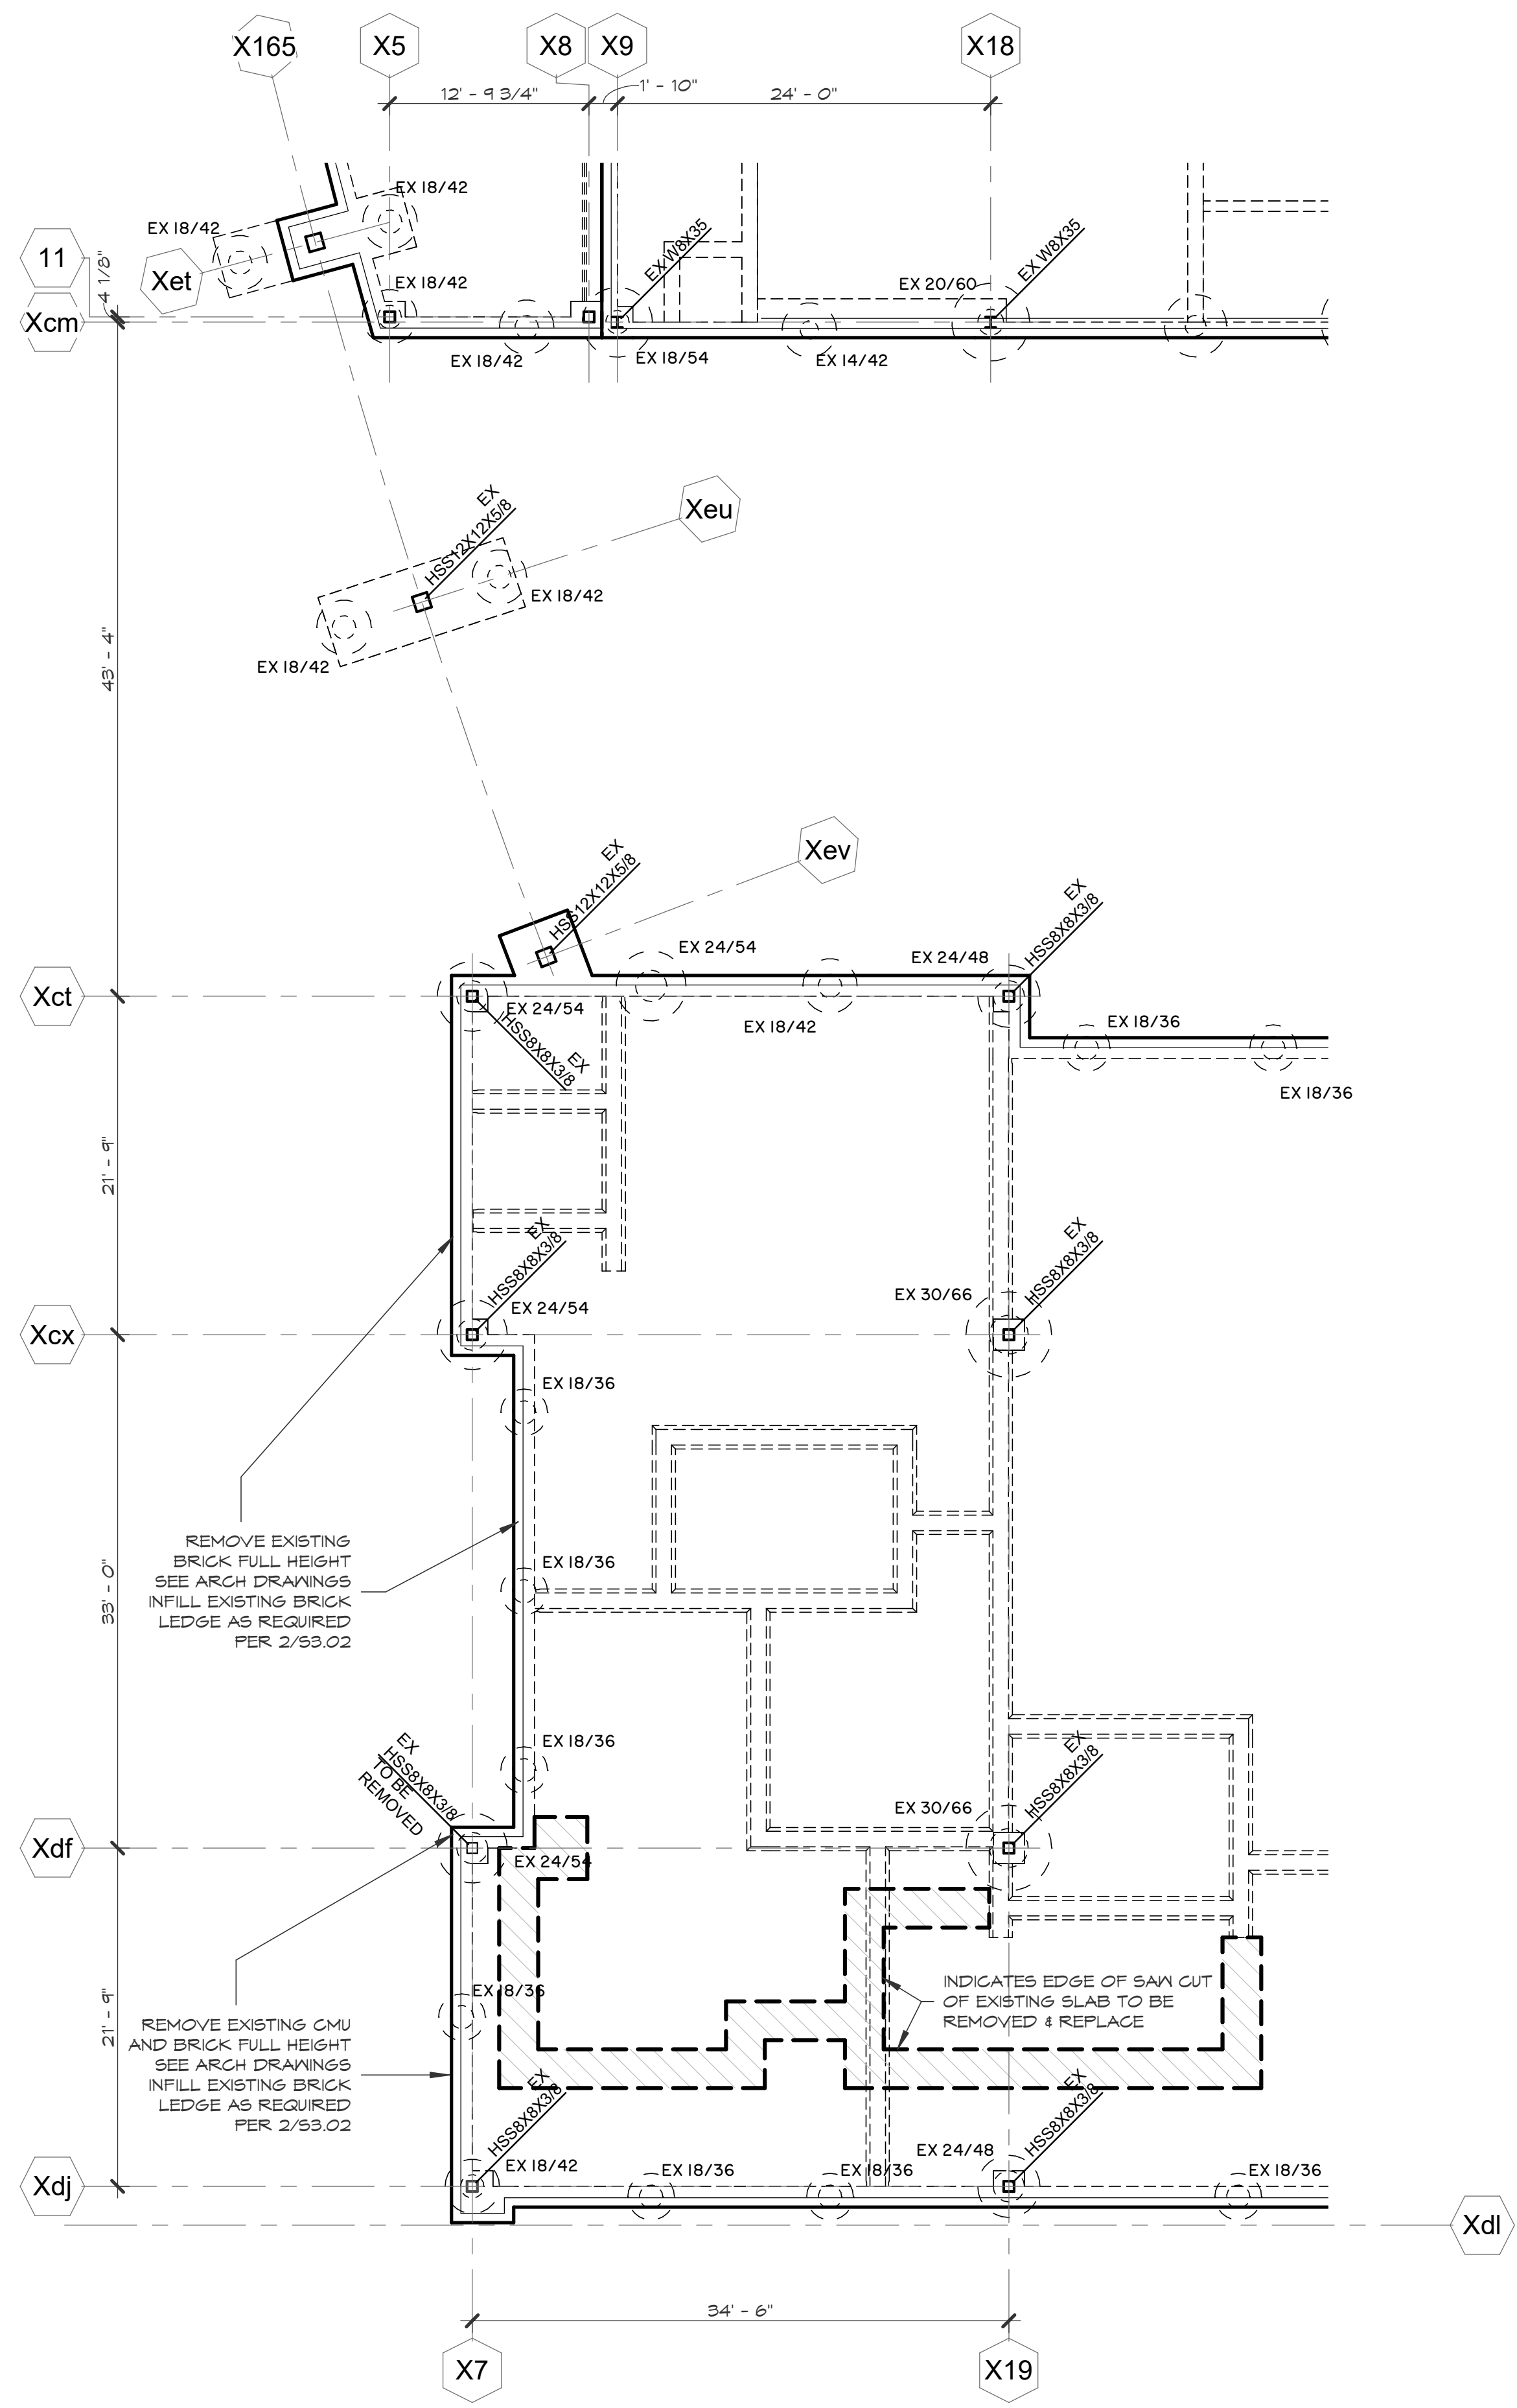 X165
X5
X8
X9
X18
12' - 9 3/4"
1' - 10"
24' - 0"
EX 18/42
EX 18/42
11
4 1/8"
Xet
Xcm
EX 18/42
EX W8X35
EX 20/60
EX W8X35
EX 18/42
EX 18/54
EX 14/42
EX
HSS12X12X5/8
Xeu
EX 18/42
EX 18/42
43' - 4"
Xev
EX
HSS12X12X5/8
EX
HSS8X8X3/8
EX 24/54
EX 24/48
Xct
EX 24/54
EX
HSS8X8X3/8
EX 18/42
EX 18/36
EX 18/36
21' - 9"
EX
HSS8X8X3/8
EX
HSS8X8X3/8
EX 30/66
EX 24/54
Xcx
EX 18/36
REMOVE EXISTING
BRICK FULL HEIGHT
SEE ARCH DRAWINGS
INFILL EXISTING BRICK
LEDGE AS REQUIRED
PER 2/S3.02
EX 18/36
33' - 0"
EX 18/36
EX
HSS8X8X3/8
TO BE
REMOVED
EX
HSS8X8X3/8
EX 30/66
Xdf
EX 24/54
EX 18/36
INDICATES EDGE OF SAW CUT
OF EXISTING SLAB TO BE
REMOVED & REPLACE
21' - 9"
REMOVE EXISTING CMU
AND BRICK FULL HEIGHT
SEE ARCH DRAWINGS
INFILL EXISTING BRICK
LEDGE AS REQUIRED
PER 2/S3.02
EX
HSS8X8X3/8
EX
HSS8X8X3/8
EX 24/48
EX 18/42
EX 18/36
EX 18/36
EX 18/36
Xdj
Xdl
34' - 6"
X7
X19